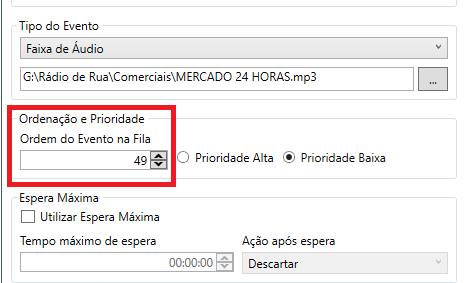 Tipo do Evento
Faixa de Áudio
G:\Rádio de Rua\Comerciais\MERCADO 24 HORAS.mp3
...
Ordenação e Prioridade
Ordem do Evento na Fila
49
Prioridade Alta
Prioridade Baixa
Espera Máxima
Utilizar Espera Máxima
Tempo máximo de espera
Ação após espera
00:00:00
Descartar